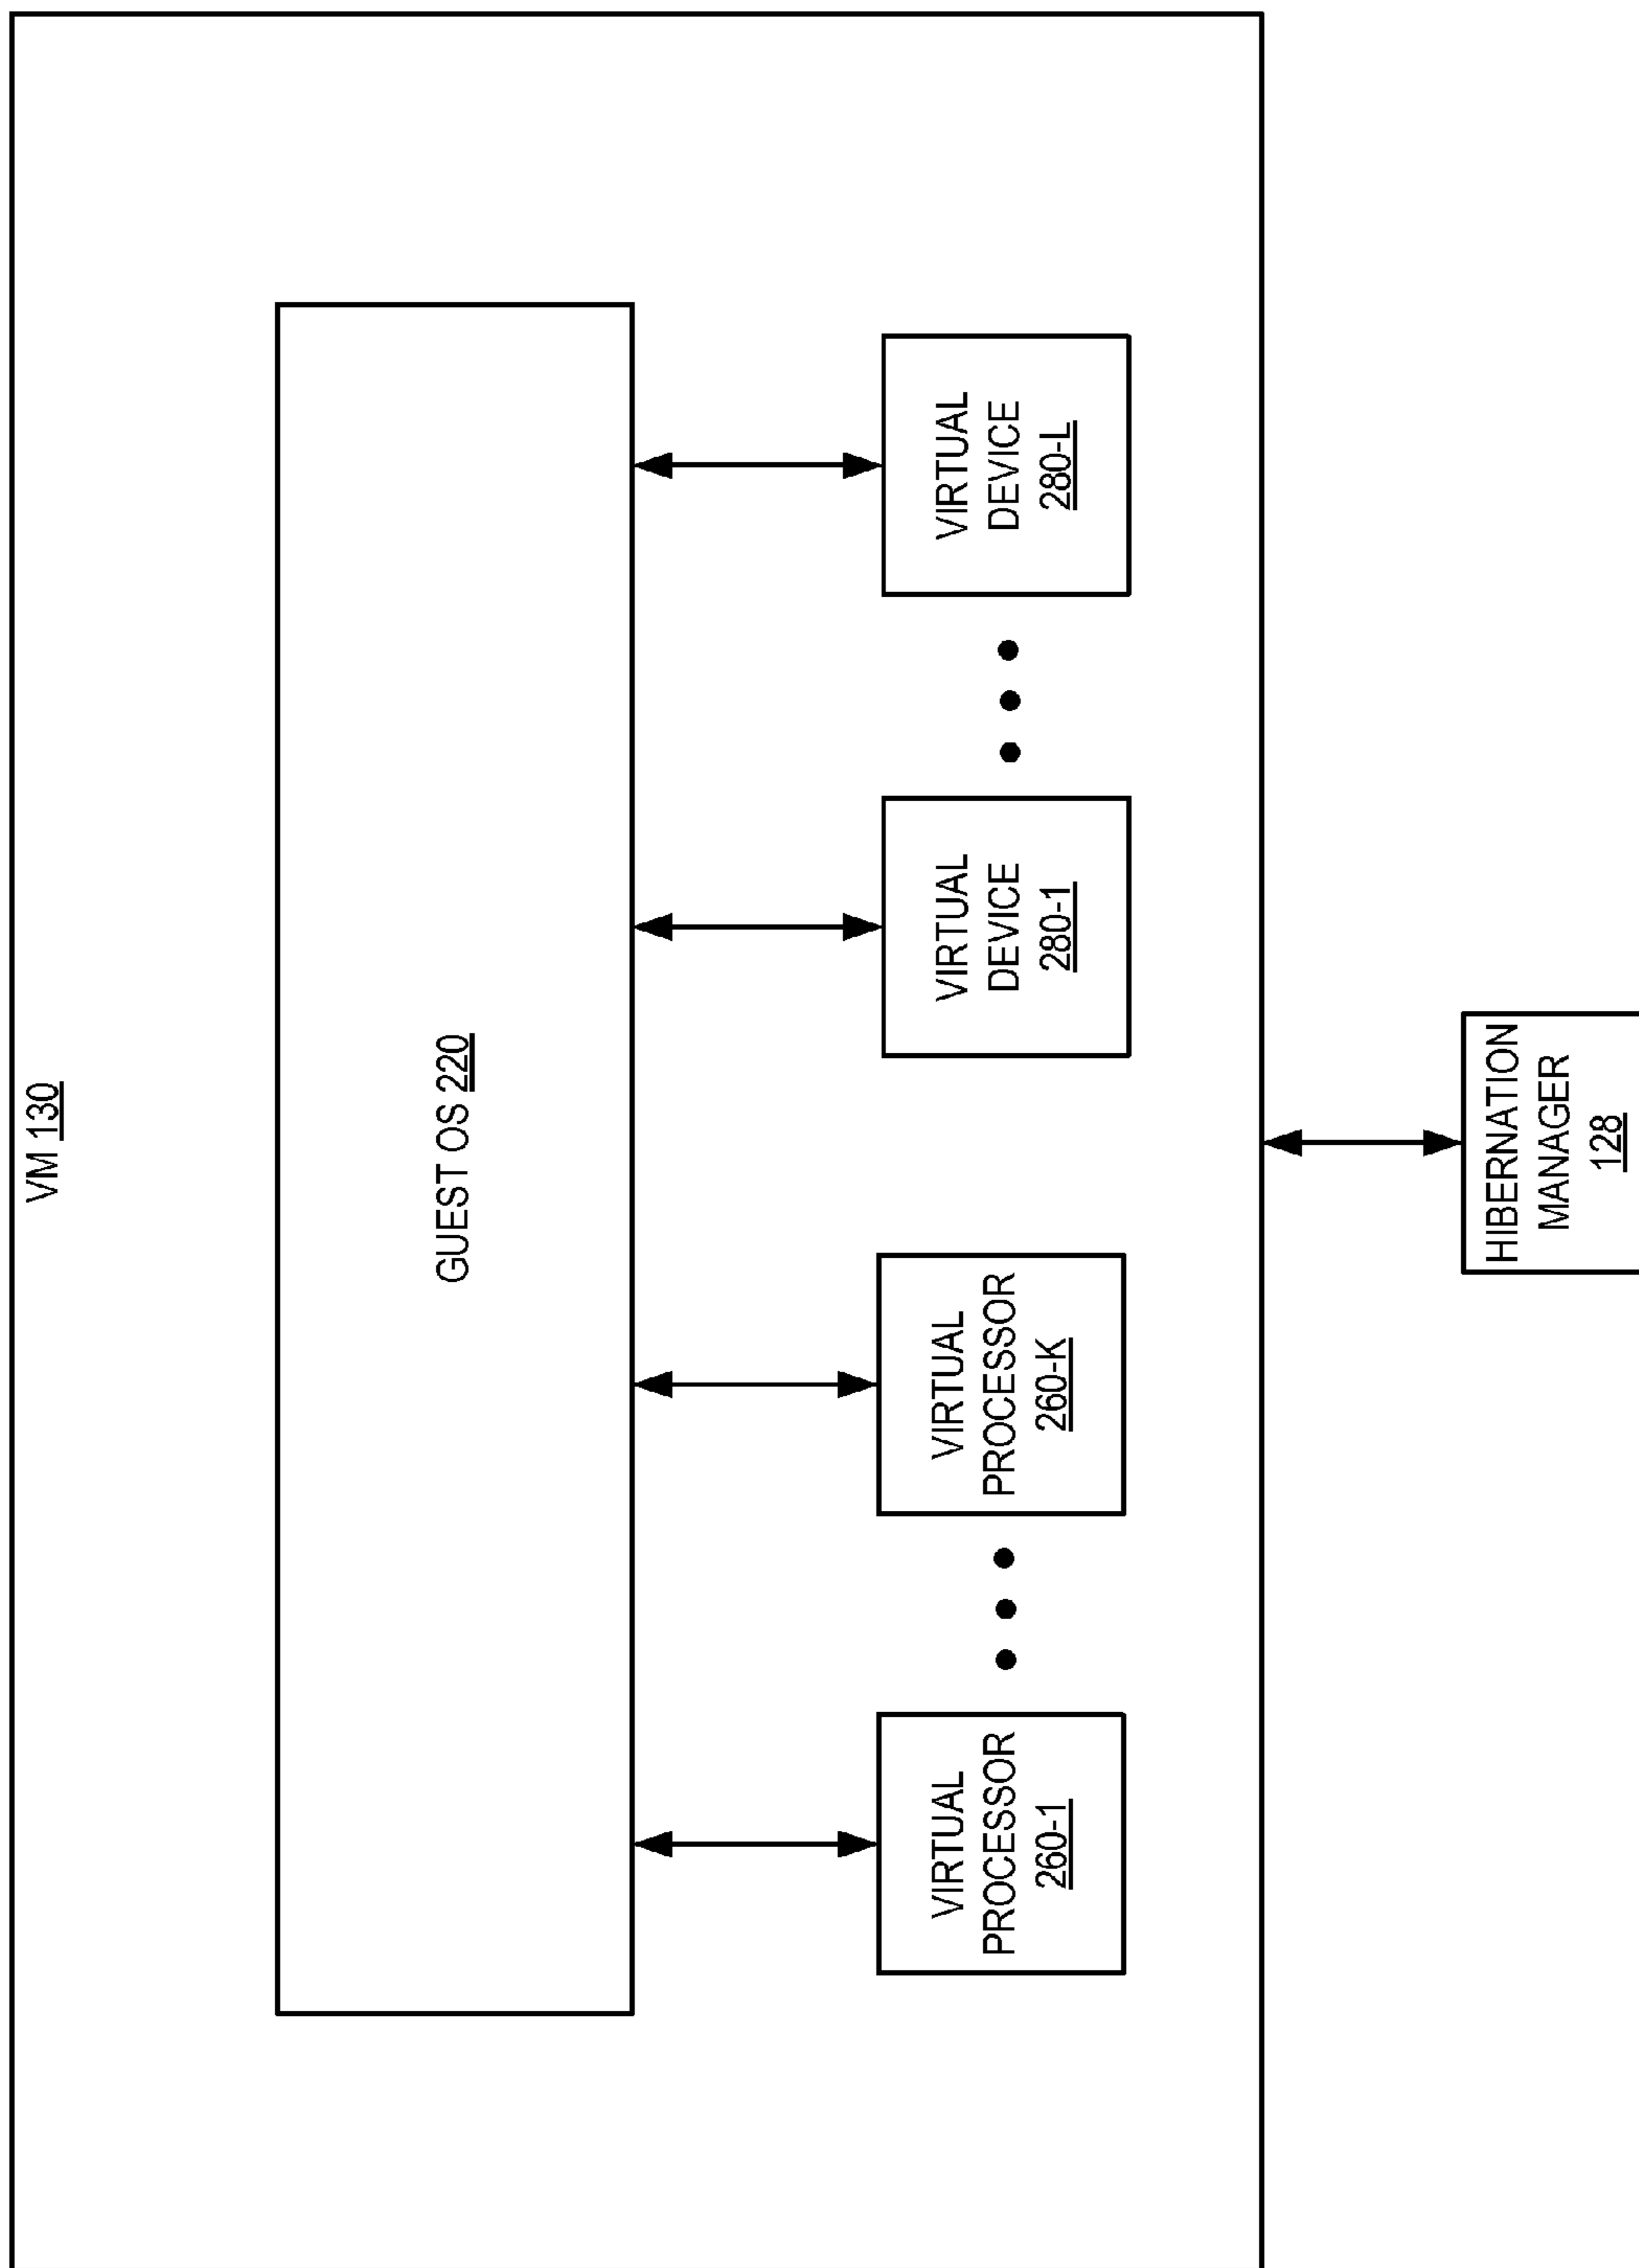 VM 130
GUEST OS 220
VIRTUAL
PROCESSOR
260-1
VIRTUAL
PROCESSOR
260-K
VIRTUAL
DEVICE
280-1
VIRTUAL
DEVICE
280-L
HIBERNATION
MANAGER
128